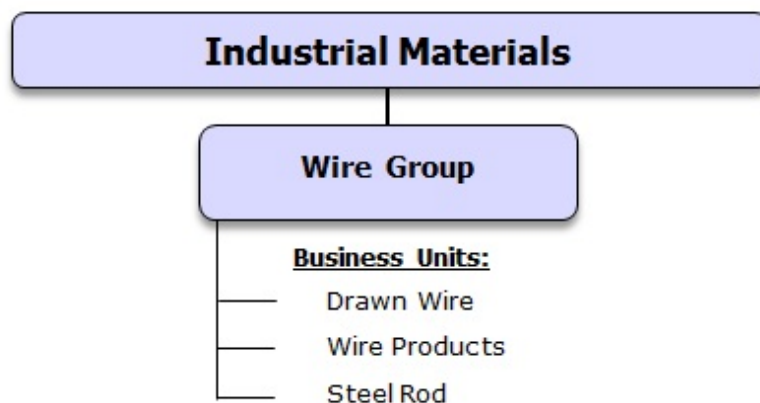 Industrial Materials
Wire Group
Business Units:
Drawn Wire
Wire Products
Steel Rod